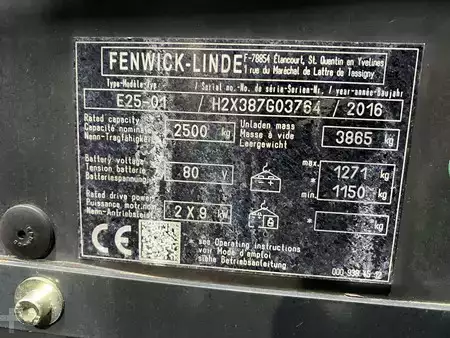 FENWICK-LINDE
F-78854 Élancourt, St. Quentin en Yvelines
1 rue du Maréchal de Lattre de Tassigny
Type-Modele-Typ / Serial no.-No. de série-Serien-Nr. / year-année-Baujahr
E25-01 / H2X387G03764 / 2016
Rated capacity
Capacité nominale
Nenn-Tragfähigkeit
2500 kg
Unladen mass
Masse à vide
Leergewicht
3865 kg
Battery voltage
Tension batterie
Batteriespannung
80 V
max. 1271 kg
*
min. 1150 kg
Rated drive power
Puissance motrice
Nenn-Antriebsleist.
2 X 9 kW
* - kg
CE
see Operating instructions
voir Mode d'emploi
siehe Betriebsanleitung